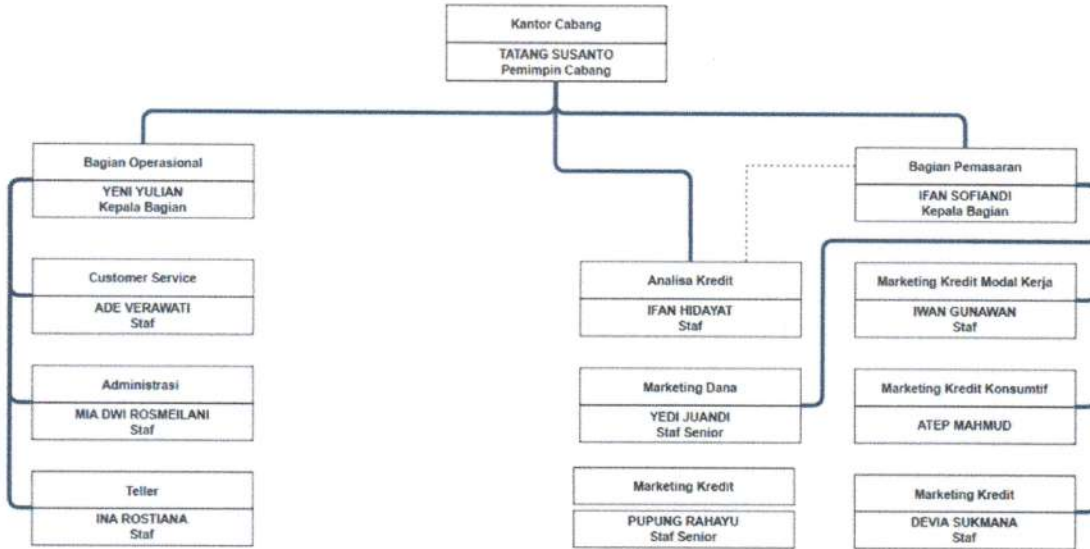 Kantor Cabang
TATANG SUSANTO
Pemimpin Cabang
Bagian Operasional
YENI YULIAN
Kepala Bagian
Bagian Pemasaran
IFAN SOFIANDI
Kepala Bagian
Customer Service
ADE VERAWATI
Staf
Analisa Kredit
IFAN HIDAYAT
Staf
Marketing Kredit Modal Kerja
IWAN GUNAWAN
Staf
Administrasi
MIA DWI ROSMEILANI
Staf
Marketing Dana
YEDI JUANDI
Staf Senior
Marketing Kredit Konsumtif
ATEP MAHMUD
Teller
INA ROSTIANA
Staf
Marketing Kredit
PUPUNG RAHAYU
Staf Senior
Marketing Kredit
DEVIA SUKMANA
Staf